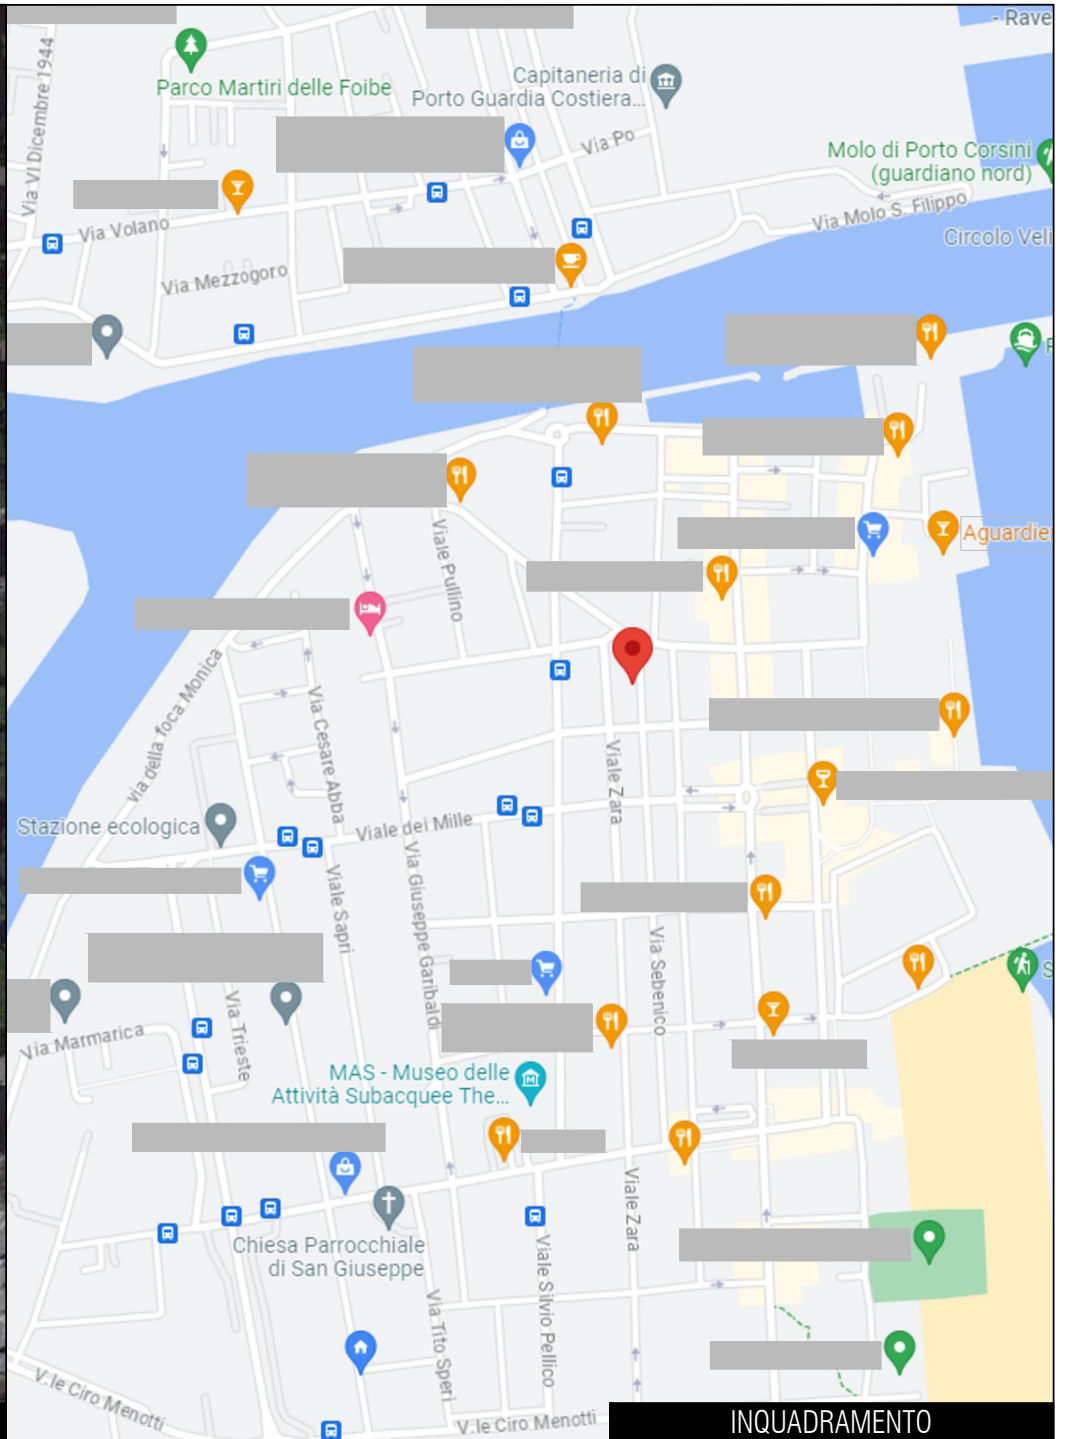 - Rave
Via VI Dicembre 1944
Parco Martiri delle Foibe
Capitaneria di
Porto Guardia Costiera...
Via Po
Molo di Porto Corsini
(guardiano nord)
Via Volano
Via Molo S. Filippo
Circolo Veli
Via Mezzogoro
F
Viale Pullino
Aguardie
via della foca Monica
Via Cesare Abba
Viale Zara
Stazione ecologica
Viale dei Mille
Via Giuseppe Garibaldi
Viale Sapri
Via Sebenico
S
Via Trieste
Via Marmarica
MAS - Museo delle
Attività Subacquee The...
Viale Zara
Chiesa Parrocchiale
di San Giuseppe
Viale Silvio Pellico
Via Tito Speri
V.le Ciro Menotti
V.le Ciro Menotti
INQUADRAMENTO